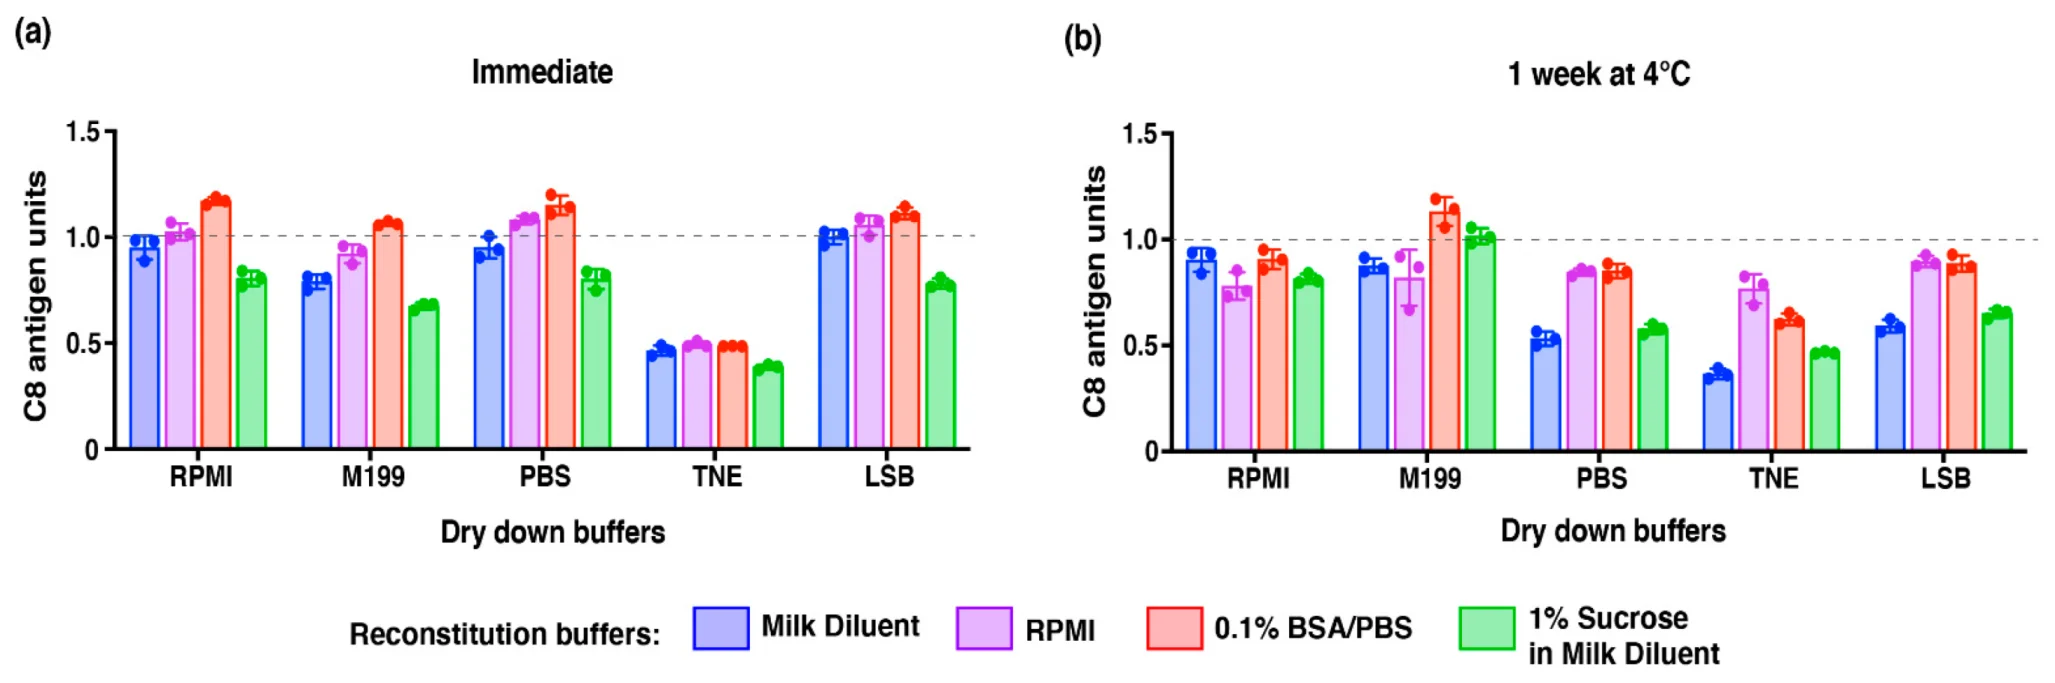 (a)
Immediate
1.5
1.0
0.5
0
C8 antigen units
RPMI M199 PBS TNE LSB
Dry down buffers
(b)
1 week at 4°C
1.5
1.0
0.5
0
C8 antigen units
RPMI M199 PBS TNE LSB
Dry down buffers
Reconstitution buffers: Milk Diluent RPMI 0.1% BSA/PBS 1% Sucrose
in Milk Diluent